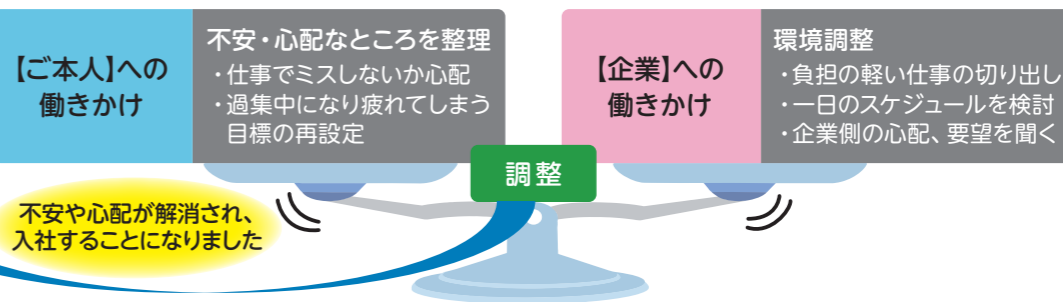 【ご本人】への
働きかけ
不安・心配なところを整理
・仕事でミスしないか心配
・過集中になり疲れてしまう
目標の再設定
【企業】への
働きかけ
環境調整
・負担の軽い仕事の切り出し
・一日のスケジュールを検討
・企業側の心配、要望を聞く
調整
不安や心配が解消され、
入社することになりました